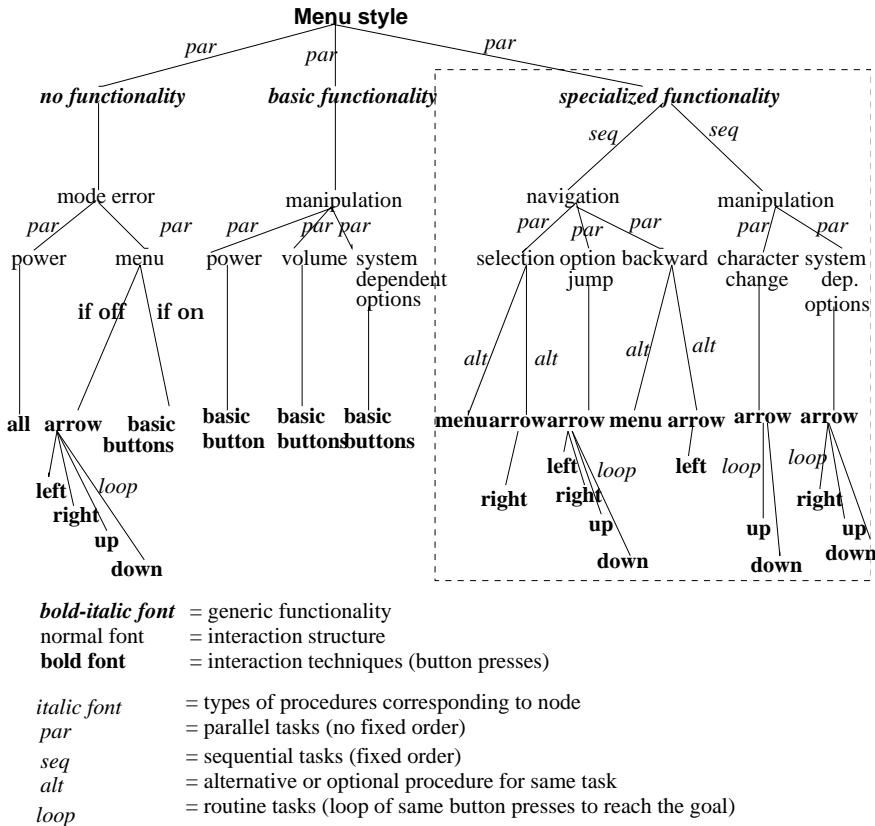 Menu style
par par par
no functionality basic functionality specialized functionality
seq seq
mode error manipulation navigation manipulation
par par par par par par par par par par
power menu power volume system selection option backward character system
dependent jump change dep.
options options
if off if on
alt alt alt alt
all arrow basic basic basic basic menu arrow arrow menu arrow arrow arrow
buttons button buttons buttons
left loop left loop left loop loop
right right right right
up up up up
down down down down
bold-italic font = generic functionality
normal font = interaction structure
bold font = interaction techniques (button presses)
italic font = types of procedures corresponding to node
par = parallel tasks (no fixed order)
seq = sequential tasks (fixed order)
alt = alternative or optional procedure for same task
loop = routine tasks (loop of same button presses to reach the goal)